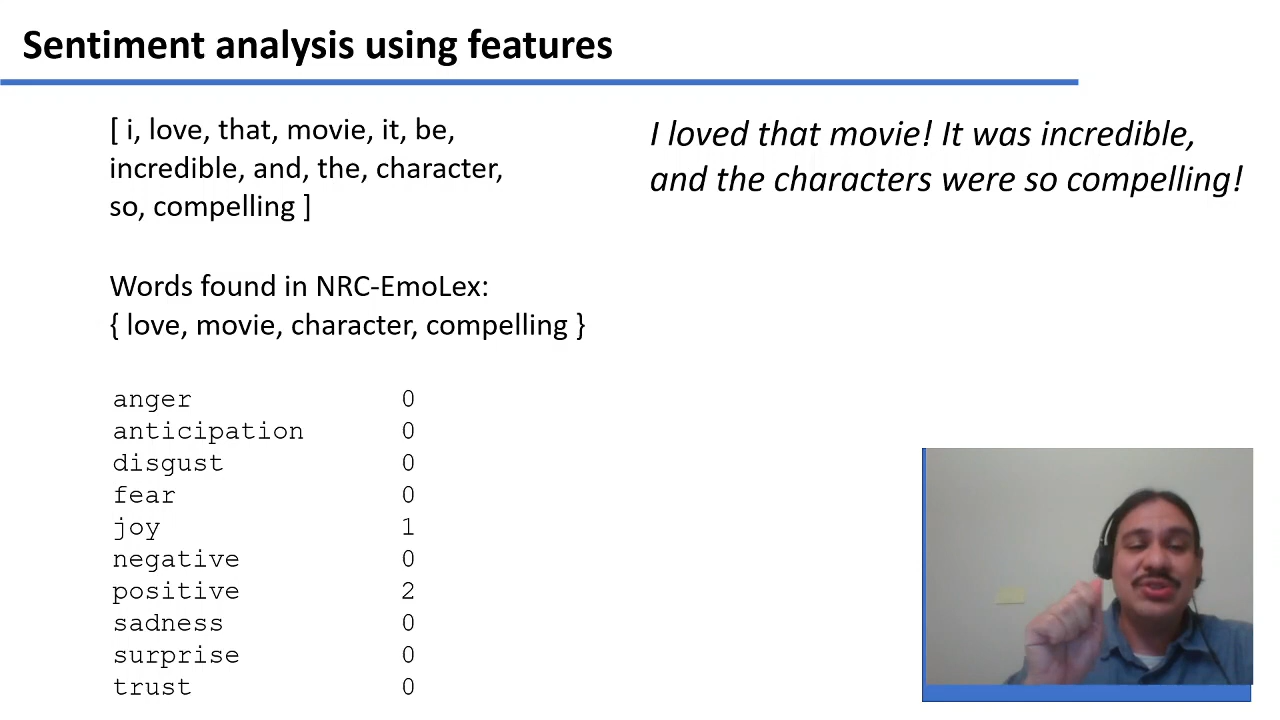 Sentiment analysis using features
[ i, love, that, movie, it, be,
incredible, and, the, character,
so, compelling ]
I loved that movie! It was incredible,
and the characters were so compelling!
Words found in NRC-EmoLex:
{ love, movie, character, compelling }
anger 0
anticipation 0
disgust 0
fear 0
joy 1
negative 0
positive 2
sadness 0
surprise 0
trust 0